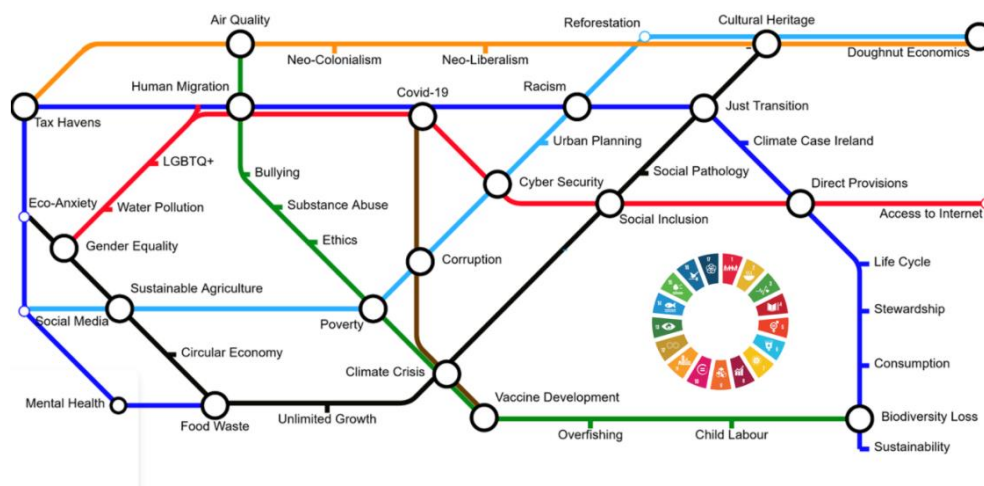 Air Quality
Reforestation
Cultural Heritage
Neo-Colonialism
Neo-Liberalism
Doughnut Economics
Human Migration
Covid-19
Racism
Tax Havens
Just Transition
LGBTQ+
Urban Planning
Climate Case Ireland
Bullying
Social Pathology
Cyber Security
Direct Provisions
Eco-Anxiety
Water Pollution
Substance Abuse
Social Inclusion
Access to Internet
Gender Equality
Ethics
Corruption
Life Cycle
Sustainable Agriculture
Stewardship
Social Media
Poverty
Circular Economy
Climate Crisis
Consumption
Mental Health
Vaccine Development
Food Waste
Unlimited Growth
Biodiversity Loss
Overfishing
Child Labour
Sustainability